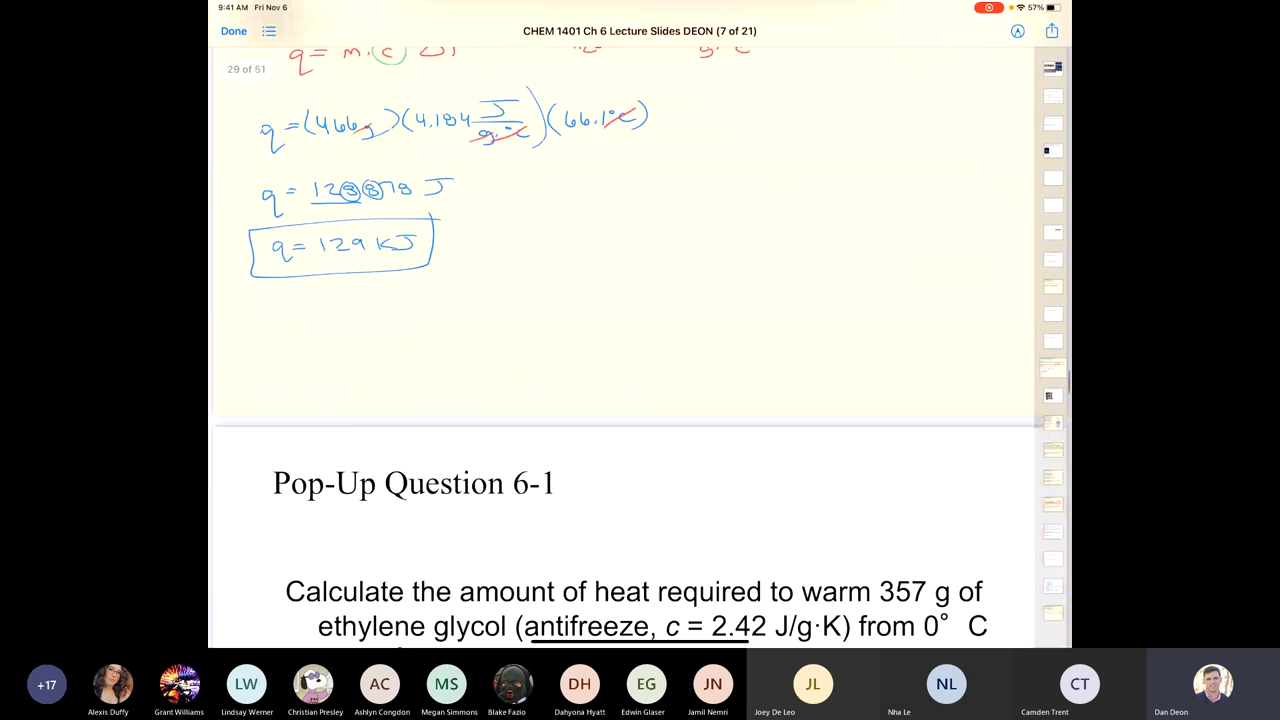 9:41 AM Fri Nov 6
57%
Done
CHEM 1401 Ch 6 Lecture Slides DEON (7 of 21)
29 of 51
q = m · c
q = (466g) (4.184 J/g·°C) (66.1°C)
q = 128878 J
q = 129 KJ
Pop-Up Question 6-1
Calculate the amount of heat required to warm 357 g of
ethylene glycol (antifreeze, c = 2.42 J/g·K) from 0° C
+17
LW
AC
MS
DH
EG
JN
JL
NL
CT
Alexis Duffy
Grant Williams
Lindsay Werner
Christian Presley
Ashlyn Congdon
Megan Simmons
Blake Fazio
Dahyona Hyatt
Edwin Glaser
Jamil Nemri
Joey De Leo
Nha Le
Camden Trent
Dan Deon